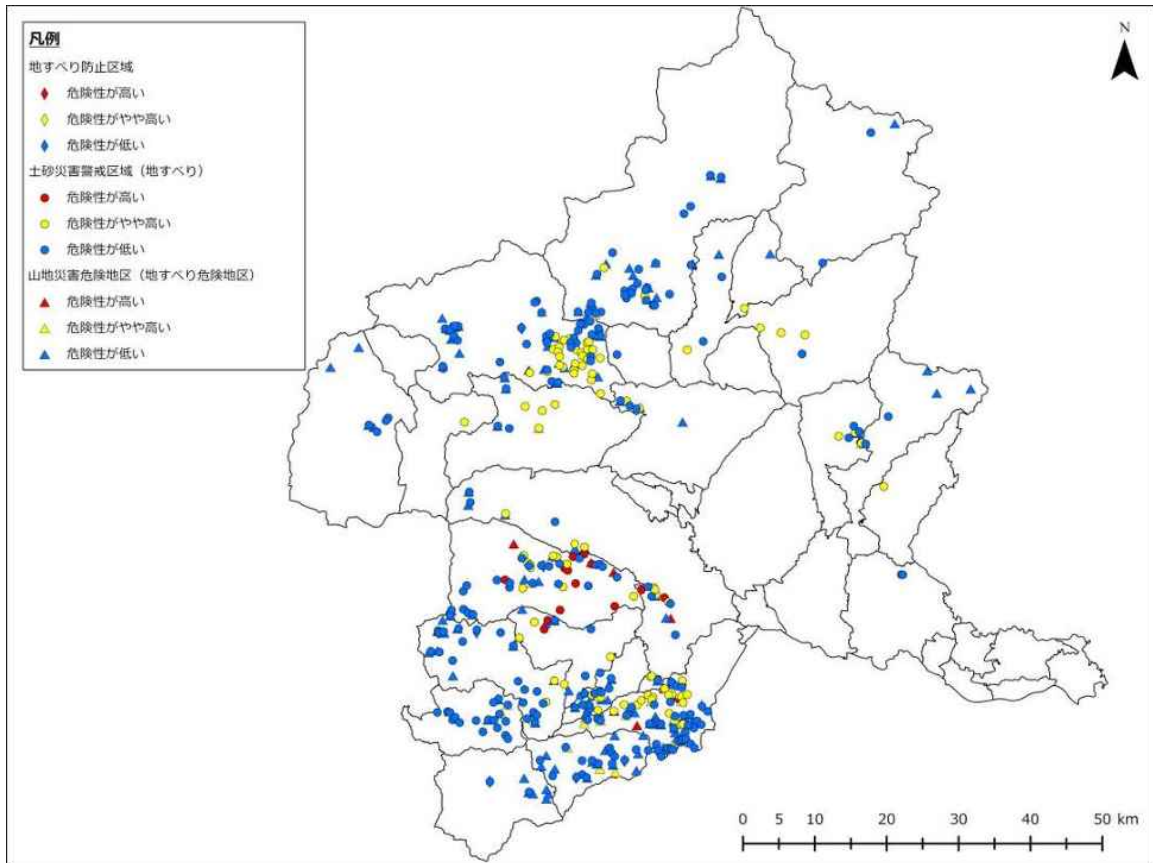 凡例
地すべり防止区域
危険性が高い
危険性がやや高い
危険性が低い
土砂災害警戒区域（地すべり）
危険性が高い
危険性がやや高い
危険性が低い
山地災害危険地区（地すべり危険地区）
危険性が高い
危険性がやや高い
危険性が低い
N
0 5 10 20 30 40 50 km